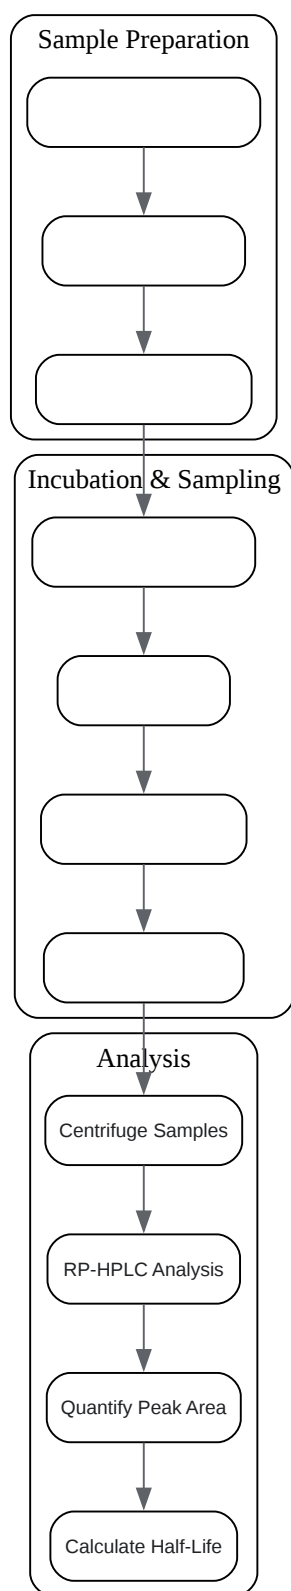 Sample Preparation
Incubation & Sampling
Analysis
Centrifuge Samples
RP-HPLC Analysis
Quantify Peak Area
Calculate Half-Life